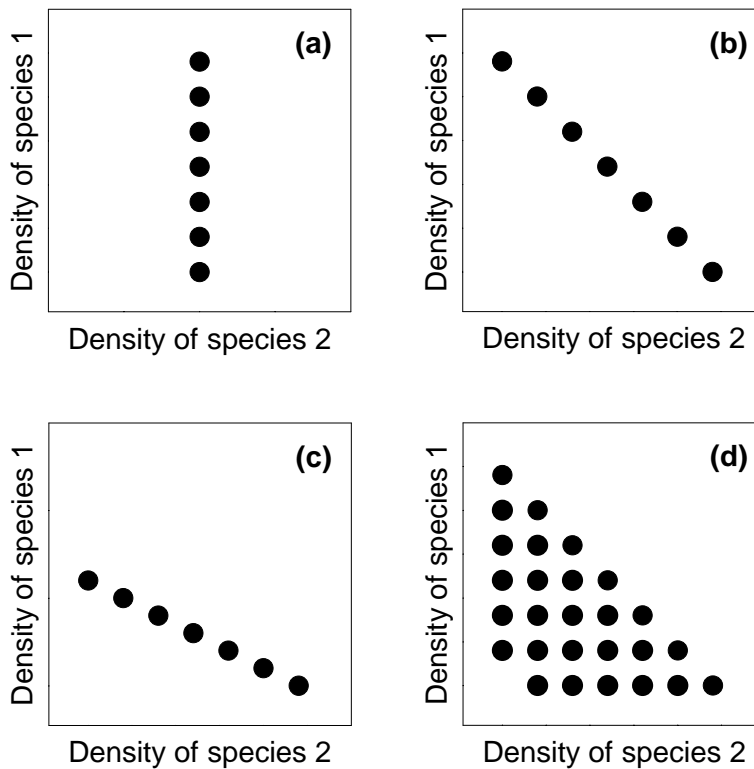 (a)
Density of species 1
Density of species 2
(b)
Density of species 1
Density of species 2
(c)
Density of species 1
Density of species 2
(d)
Density of species 1
Density of species 2